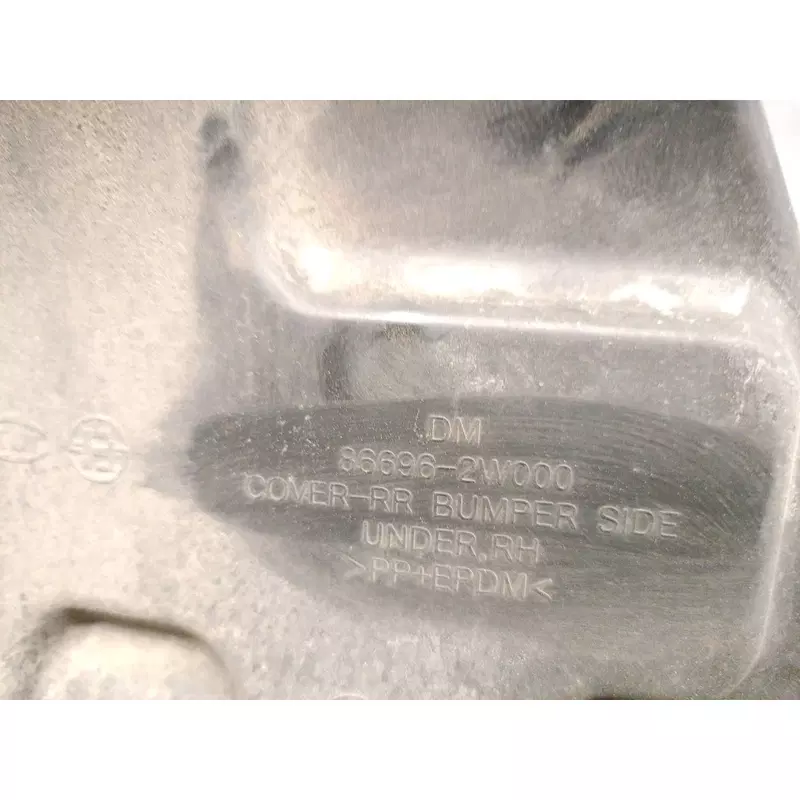 DM
86696-2W000
COVER-RR BUMPER SIDE
UNDER,RH
>PP+EPDM<